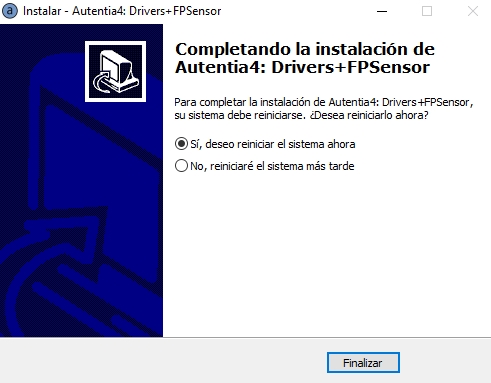 Instalar - Autentia4: Drivers+FPSensor
Completando la instalación de
Autentia4: Drivers+FPSensor
Para completar la instalación de Autentia4: Drivers+FPSensor,
su sistema debe reiniciarse. ¿Desea reiniciarlo ahora?
Sí, deseo reiniciar el sistema ahora
No, reiniciaré el sistema más tarde
Finalizar